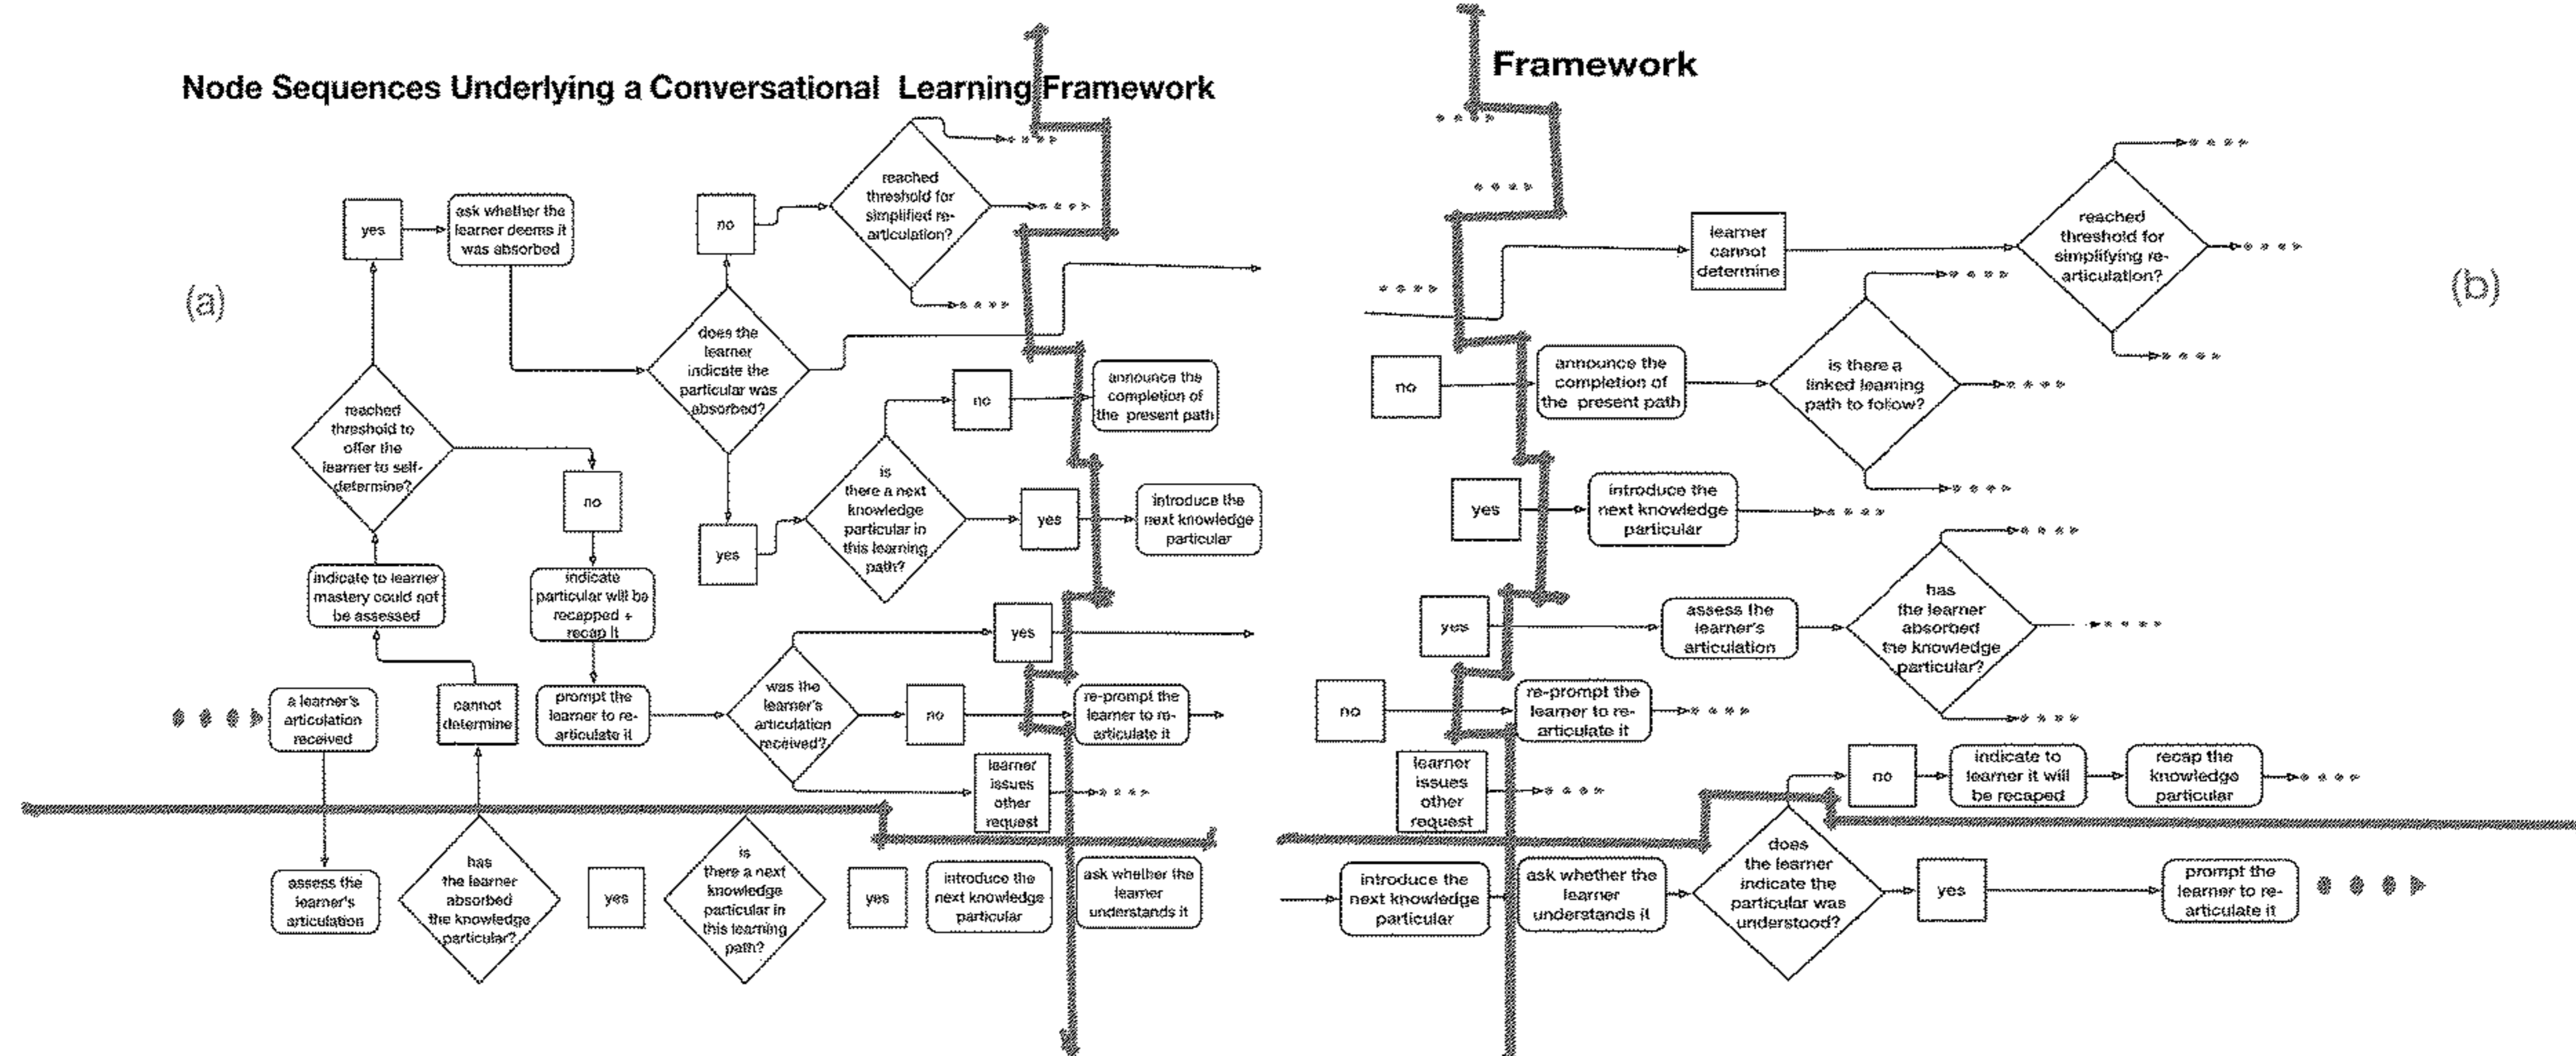 Node Sequences Underlying a Conversational Learning Framework
(a)
yes
ask whether the
learner deems it
was absorbed
no
reached
threshold for
simplified re-
articulation?
does the
learner
indicate the
particular was
absorbed?
reached
threshold to
offer the
learner to self-
determine?
no
no
announce the
completion of
the present path
is
there a next
knowledge
particular in
this learning
path?
yes
yes
introduce the
next knowledge
particular
indicate to learner
mastery could not
be assessed
indicate
particular will be
recapped +
recap it
yes
a learner's
articulation
received
cannot
determine
prompt the
learner to re-
articulate it
was the
learner's
articulation
received?
no
re-prompt the
learner to re-
articulate it
learner
issues
other
request
assess the
learner's
articulation
has
the learner
absorbed
the knowledge
particular?
yes
is
there a next
knowledge
particular in
this learning
path?
yes
introduce the
next knowledge
particular
ask whether the
learner
understands it
Framework
(b)
learner
cannot
determine
reached
threshold for
simplifying re-
articulation?
no
announce the
completion of
the present path
is there a
linked learning
path to follow?
yes
introduce the
next knowledge
particular
yes
assess the
learner's
articulation
has
the learner
absorbed
the knowledge
particular?
no
re-prompt the
learner to re-
articulate it
learner
issues
other
request
no
indicate to
learner it will
be recaped
recap the
knowledge
particular
introduce the
next knowledge
particular
ask whether the
learner
understands it
does
the learner
indicate the
particular was
understood?
yes
prompt the
learner to re-
articulate it